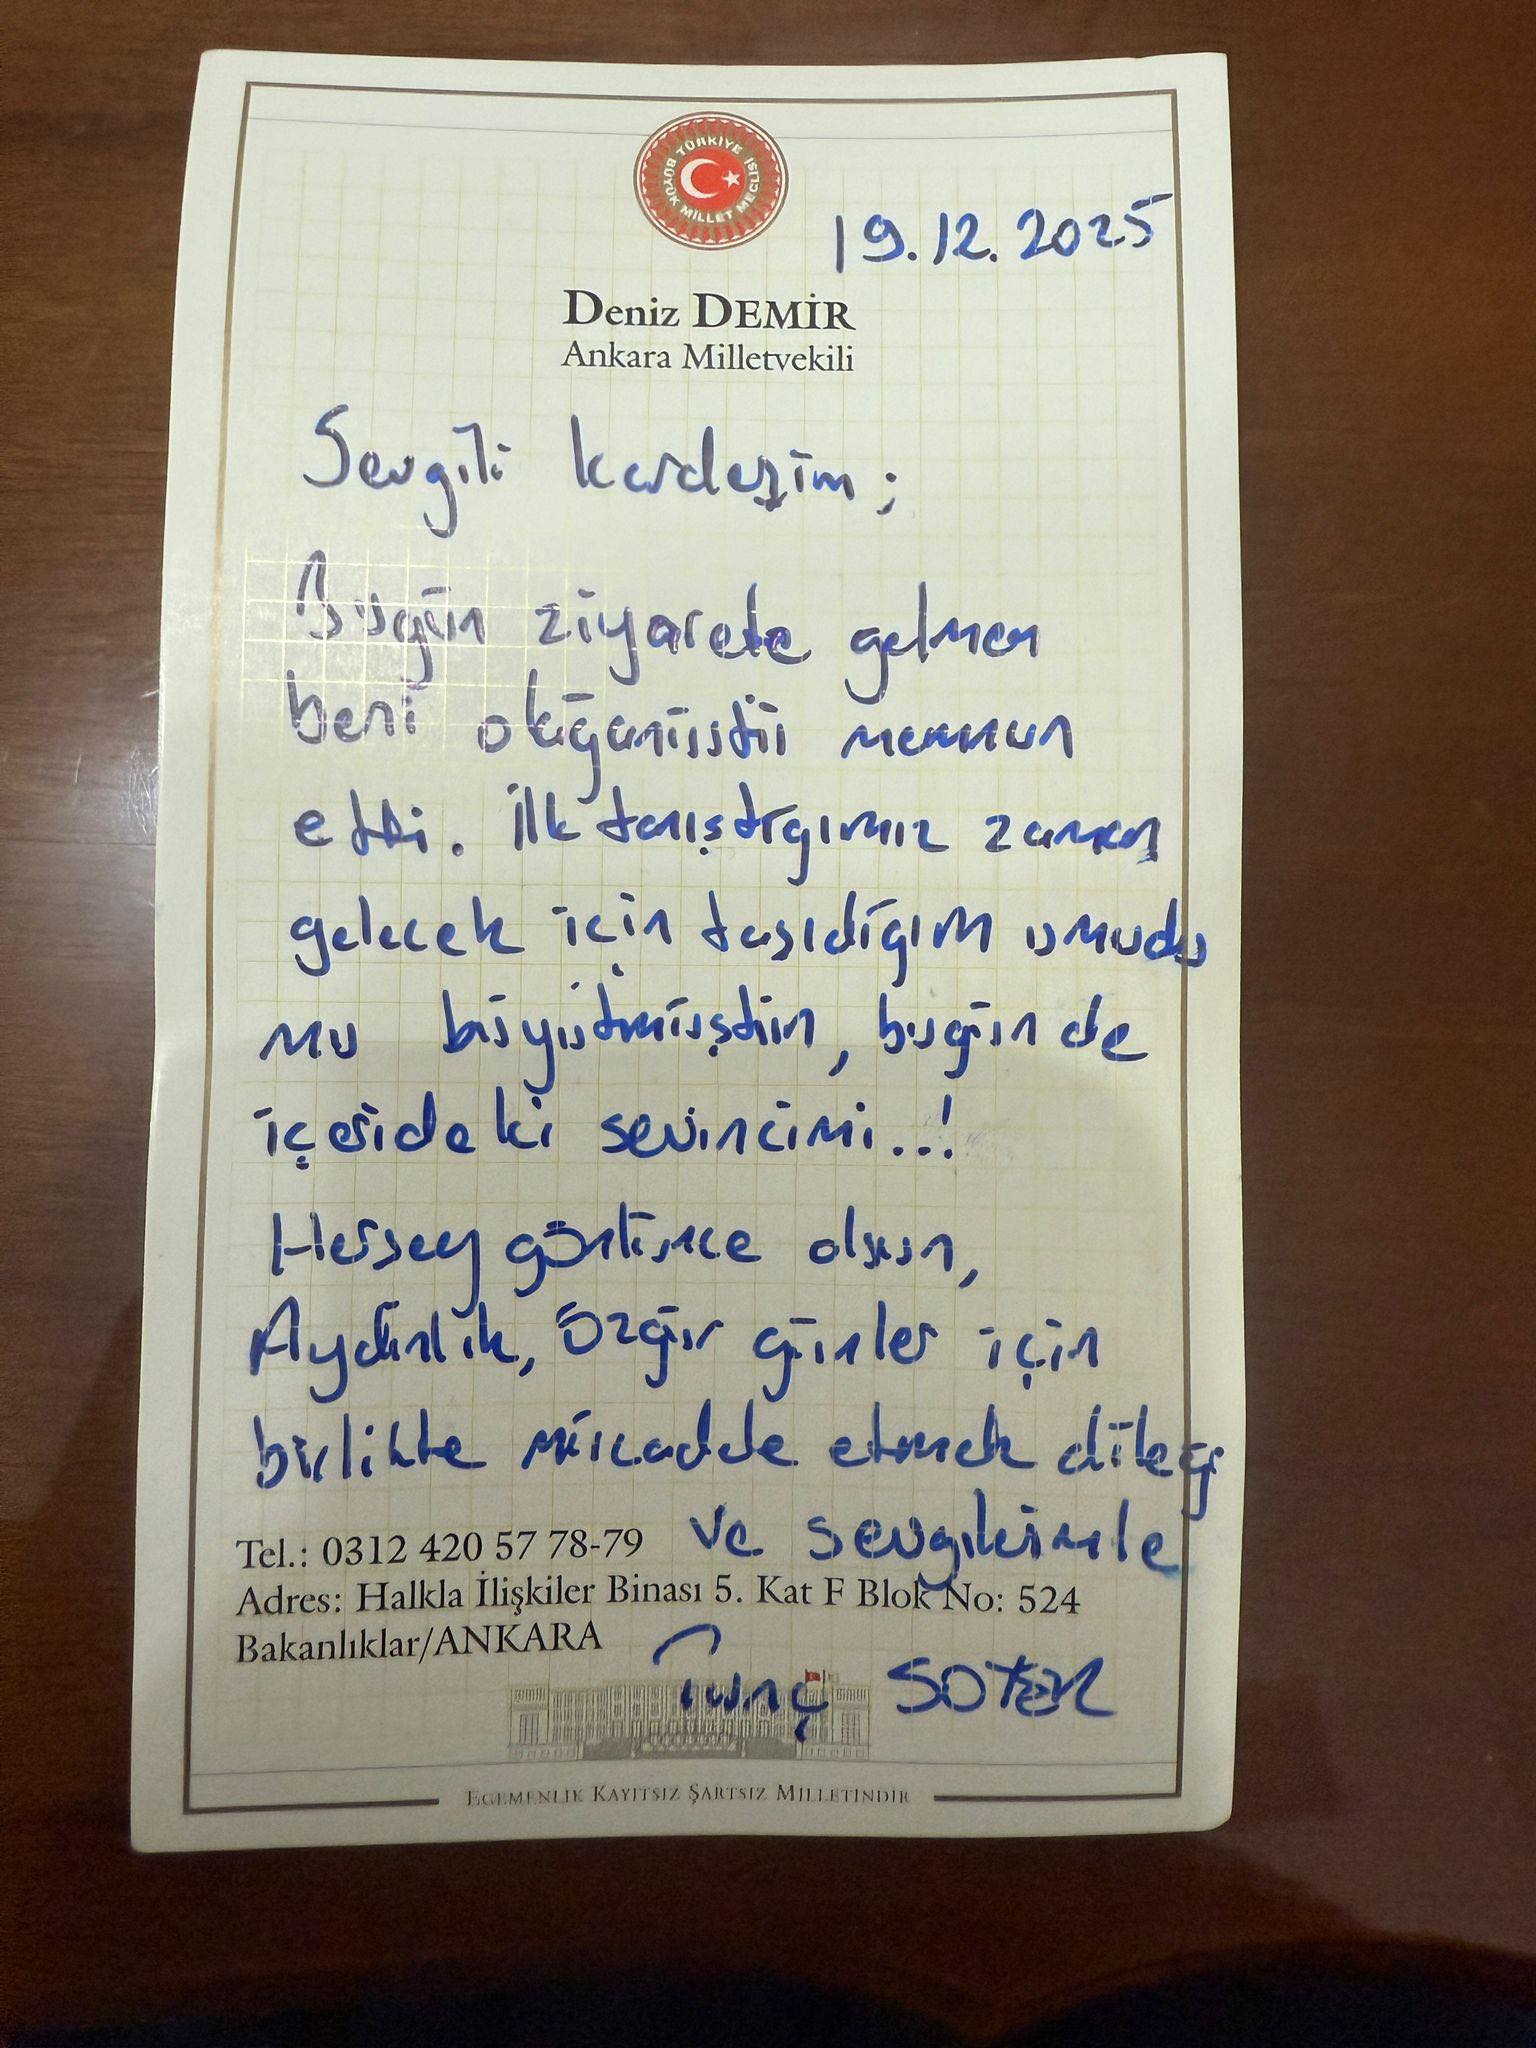 TÜRKİYE BÜYÜK MİLLET MECLİSİ
19.12.2025
Deniz DEMİR
Ankara Milletvekili
Sevgili kardeşim;
Bugün ziyarete gelmen
beni olağanüstü memnun
etti. İlk tanıştığımız zaman
gelecek için taşıdığım umudu
mu büyütmüştün, bugün de
içerideki sevincimi..!
Herşey gönlünce olsun,
Aydınlık, özgür günler için
birlikte mücadele etmek dileği
ve sevgilerimle
Tel.: 0312 420 57 78-79
Adres: Halkla İlişkiler Binası 5. Kat F Blok No: 524
Bakanlıklar/ANKARA
Tunç SOYER
EGEMENLİK KAYITSIZ ŞARTSIZ MİLLETİNDİR